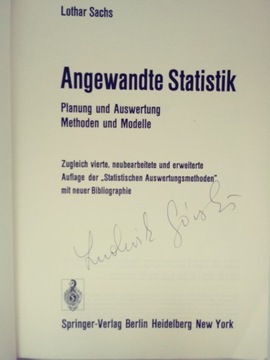 Lothar Sachs
Angewandte Statistik
Planung und Auswertung
Methoden und Modelle
Zugleich vierte, neubearbeitete und erweiterte
Auflage der „Statistischen Auswertungsmethoden"
mit neuer Bibliographie
Ludwik
Springer-Verlag Berlin Heidelberg New York